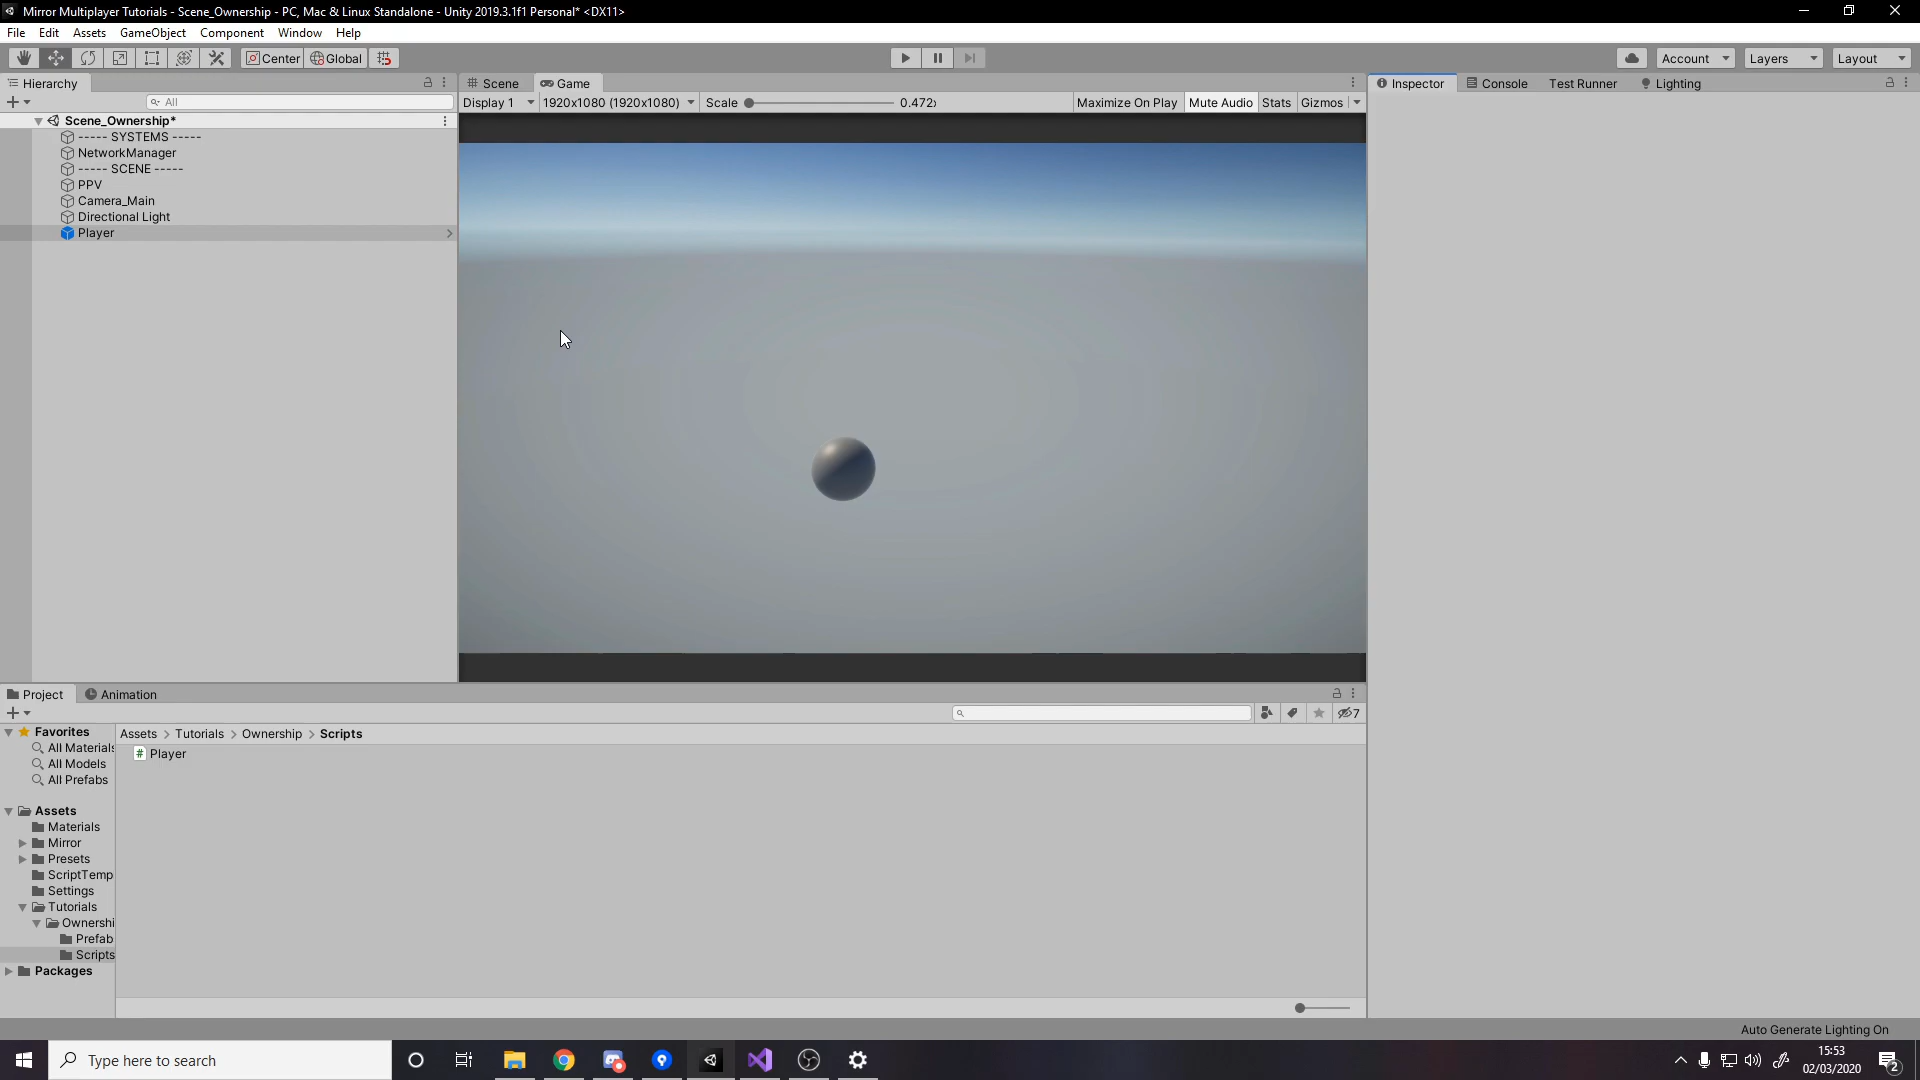 Mirror Multiplayer Tutorials - Scene_Ownership - PC, Mac & Linux Standalone - Unity 2019.3.1f1 Personal* <DX11>
File Edit Assets GameObject Component Window Help
Center Global Account Layers Layout
Hierarchy Scene Game Inspector Console Test Runner Lighting
All Display 1 1920x1080 (1920x1080) Scale 0.472x Maximize On Play Mute Audio Stats Gizmos
Scene_Ownership*
----- SYSTEMS -----
NetworkManager
----- SCENE -----
PPV
Camera_Main
Directional Light
Player
Project Animation
7
Favorites
All Materials
All Models
All Prefabs
Assets
Materials
Mirror
Presets
ScriptTemp
Settings
Tutorials
Ownershi
Prefab
Scripts
Packages
Assets > Tutorials > Ownership > Scripts
# Player
Auto Generate Lighting On
Type here to search
15:53
02/03/2020
2